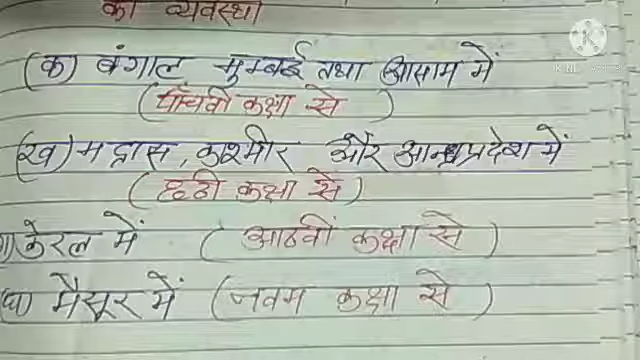 की व्यवस्था
(क) बंगाल मुम्बई तथा आसाम में
(पाँचवी कक्षा से )
(ख) मद्रास, कश्मीर और आन्ध्रप्रदेश में
( छठी कक्षा से )
ग) केरल में ( आठवीं कक्षा से )
(घ) मैसूर में ( नवम कक्षा से )